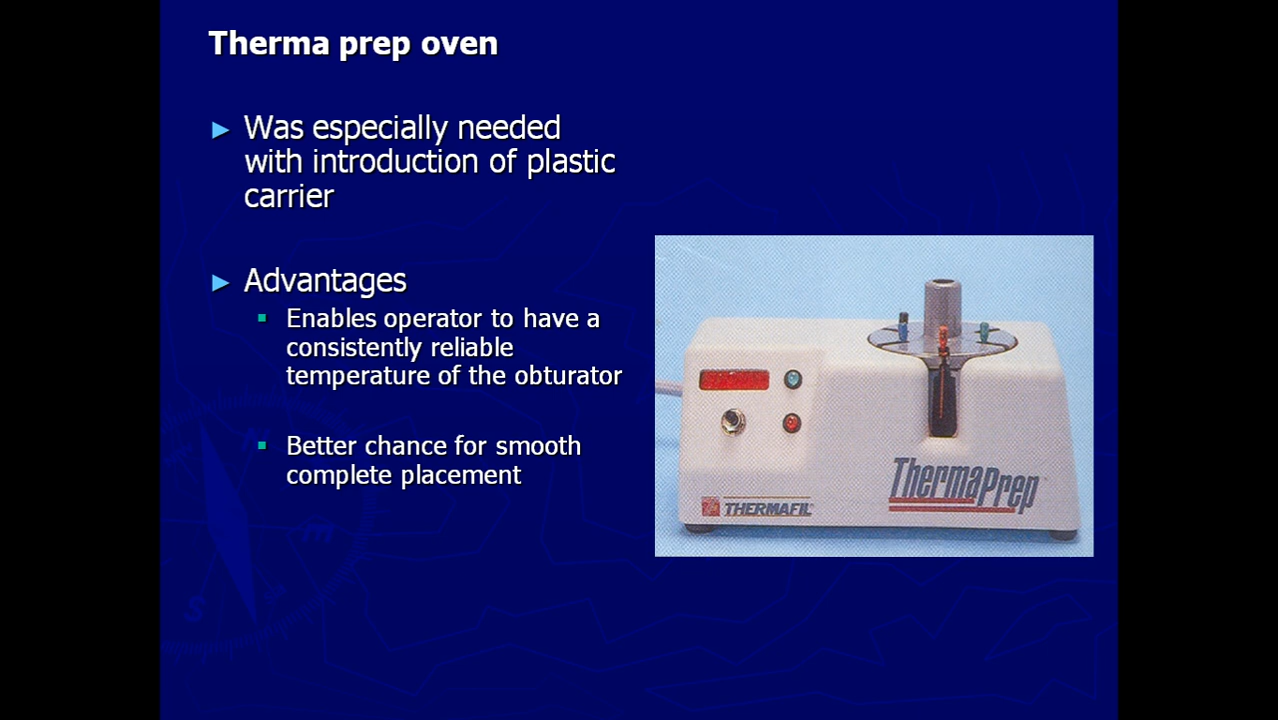 Therma prep oven
Was especially needed
with introduction of plastic
carrier
Advantages
Enables operator to have a
consistently reliable
temperature of the obturator
Better chance for smooth
complete placement
ThermaPrep
THERMAFIL